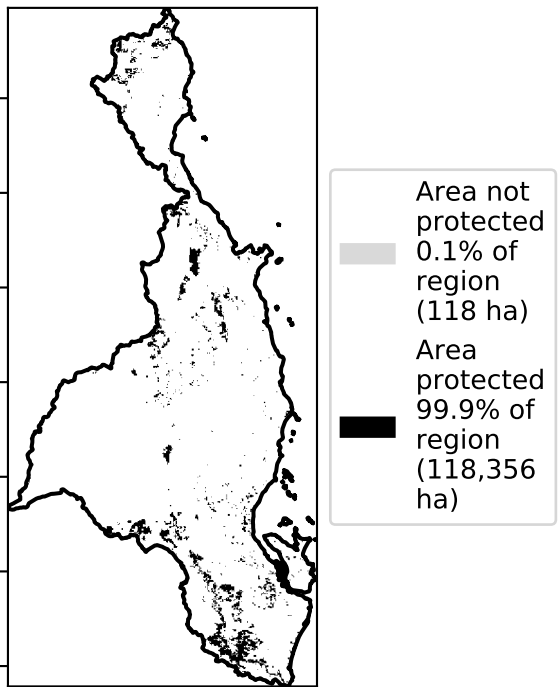 Area not
protected
0.1% of
region
(118 ha)
Area
protected
99.9% of
region
(118,356
ha)